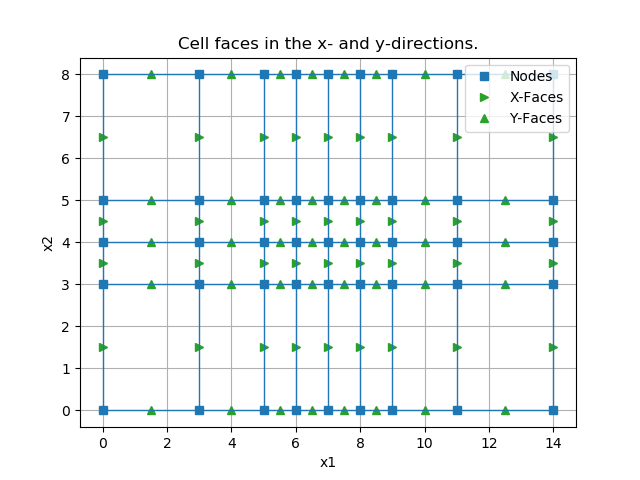 Cell faces in the x- and y-directions.
Nodes
X-Faces
Y-Faces
8
7
6
5
4
3
2
1
0
x2
0 2 4 6 8 10 12 14
x1